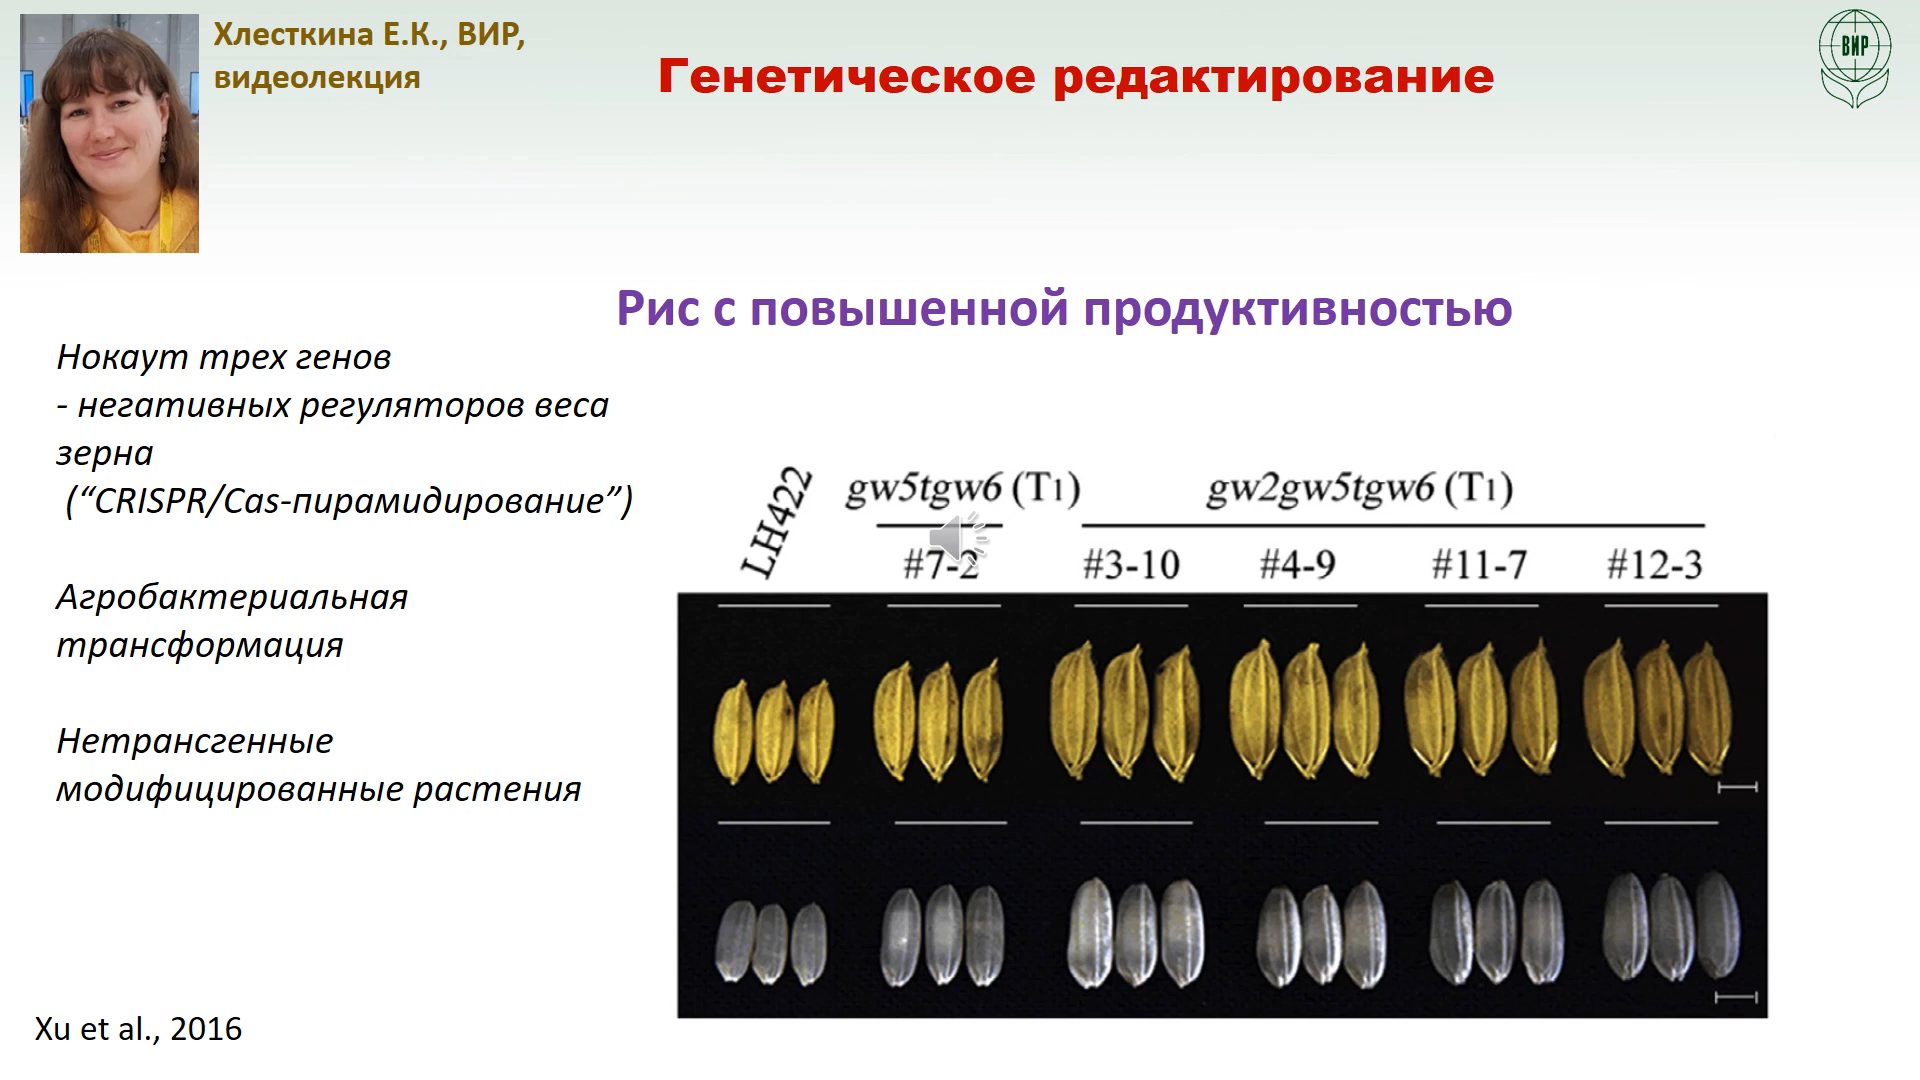 Хлесткина Е.К., ВИР,
видеолекция
Генетическое редактирование
ВИР
Рис с повышенной продуктивностью
Нокаут трех генов
- негативных регуляторов веса
зерна
(“CRISPR/Cas-пирамидирование”)
Агробактериальная
трансформация
Нетрансгенные
модифицированные растения
LH422
gw5tgw6 (T1)
gw2gw5tgw6 (T1)
#7-2
#3-10
#4-9
#11-7
#12-3
Xu et al., 2016